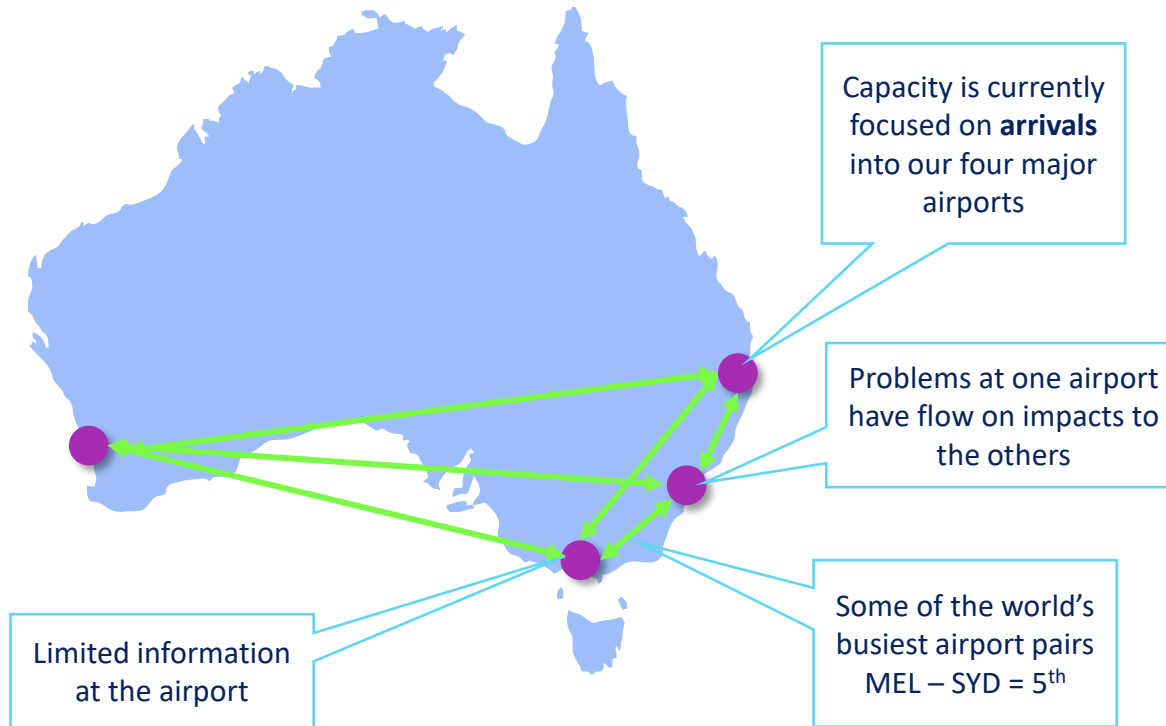 Capacity is currently
focused on arrivals
into our four major
airports
Problems at one airport
have flow on impacts to
the others
Some of the world’s
busiest airport pairs
MEL – SYD = 5th
Limited information
at the airport